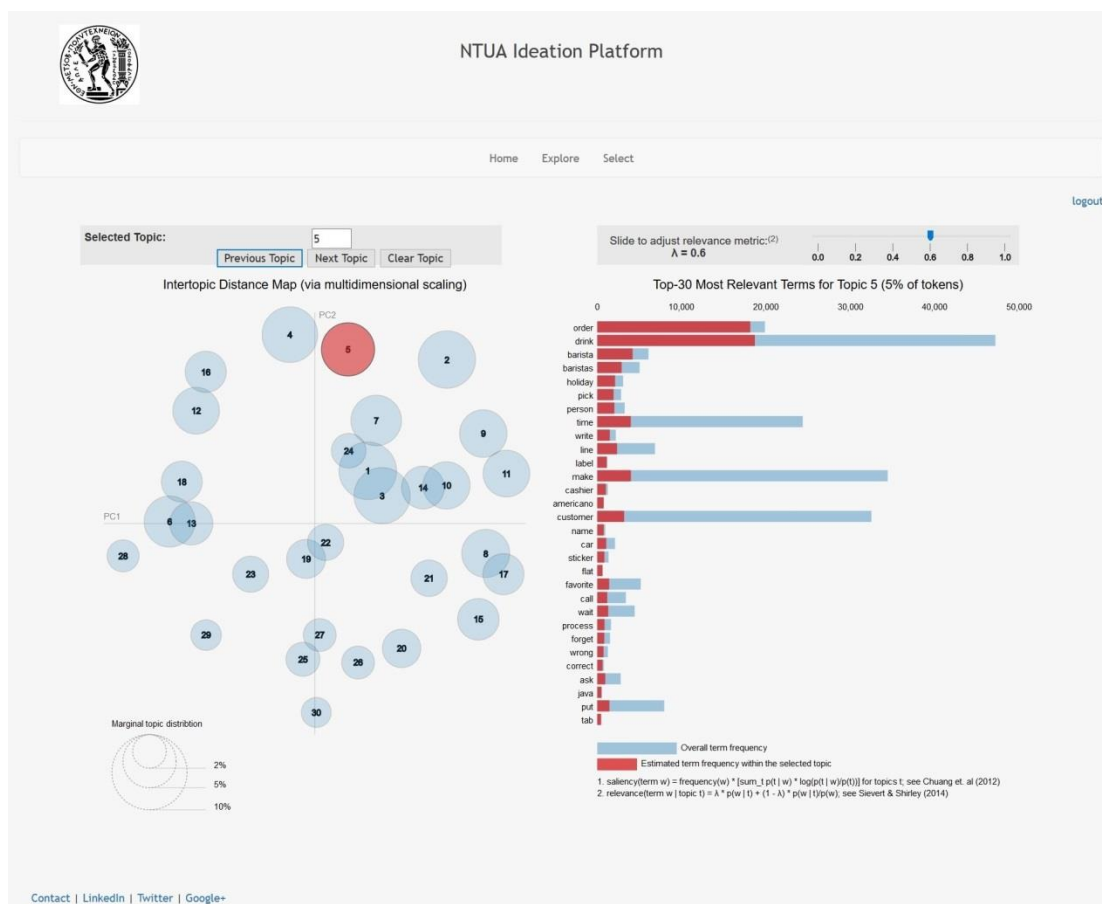 NTUA Ideation Platform
Home Explore Select
logout
Selected Topic: 5
Previous Topic Next Topic Clear Topic
Slide to adjust relevance metric:(2)
λ = 0.6
0.0 0.2 0.4 0.6 0.8 1.0
Intertopic Distance Map (via multidimensional scaling)
PC2
PC1
4
5
2
16
12
7
9
24
1
11
3
14
10
18
6
13
22
28
19
8
23
21
17
15
29
27
20
25
26
30
Marginal topic distribtion
2%
5%
10%
Top-30 Most Relevant Terms for Topic 5 (5% of tokens)
0 10,000 20,000 30,000 40,000 50,000
order
drink
barista
baristas
holiday
pick
person
time
write
line
label
make
cashier
americano
customer
name
car
sticker
flat
favorite
call
wait
process
forget
wrong
correct
ask
java
put
tab
Overall term frequency
Estimated term frequency within the selected topic
1. saliency(term w) = frequency(w) * [sum_t p(t | w) * log(p(t | w)/p(t))] for topics t; see Chuang et. al (2012)
2. relevance(term w | topic t) = λ * p(w | t) + (1 - λ) * p(w | t)/p(w); see Sievert & Shirley (2014)
Contact | LinkedIn | Twitter | Google+